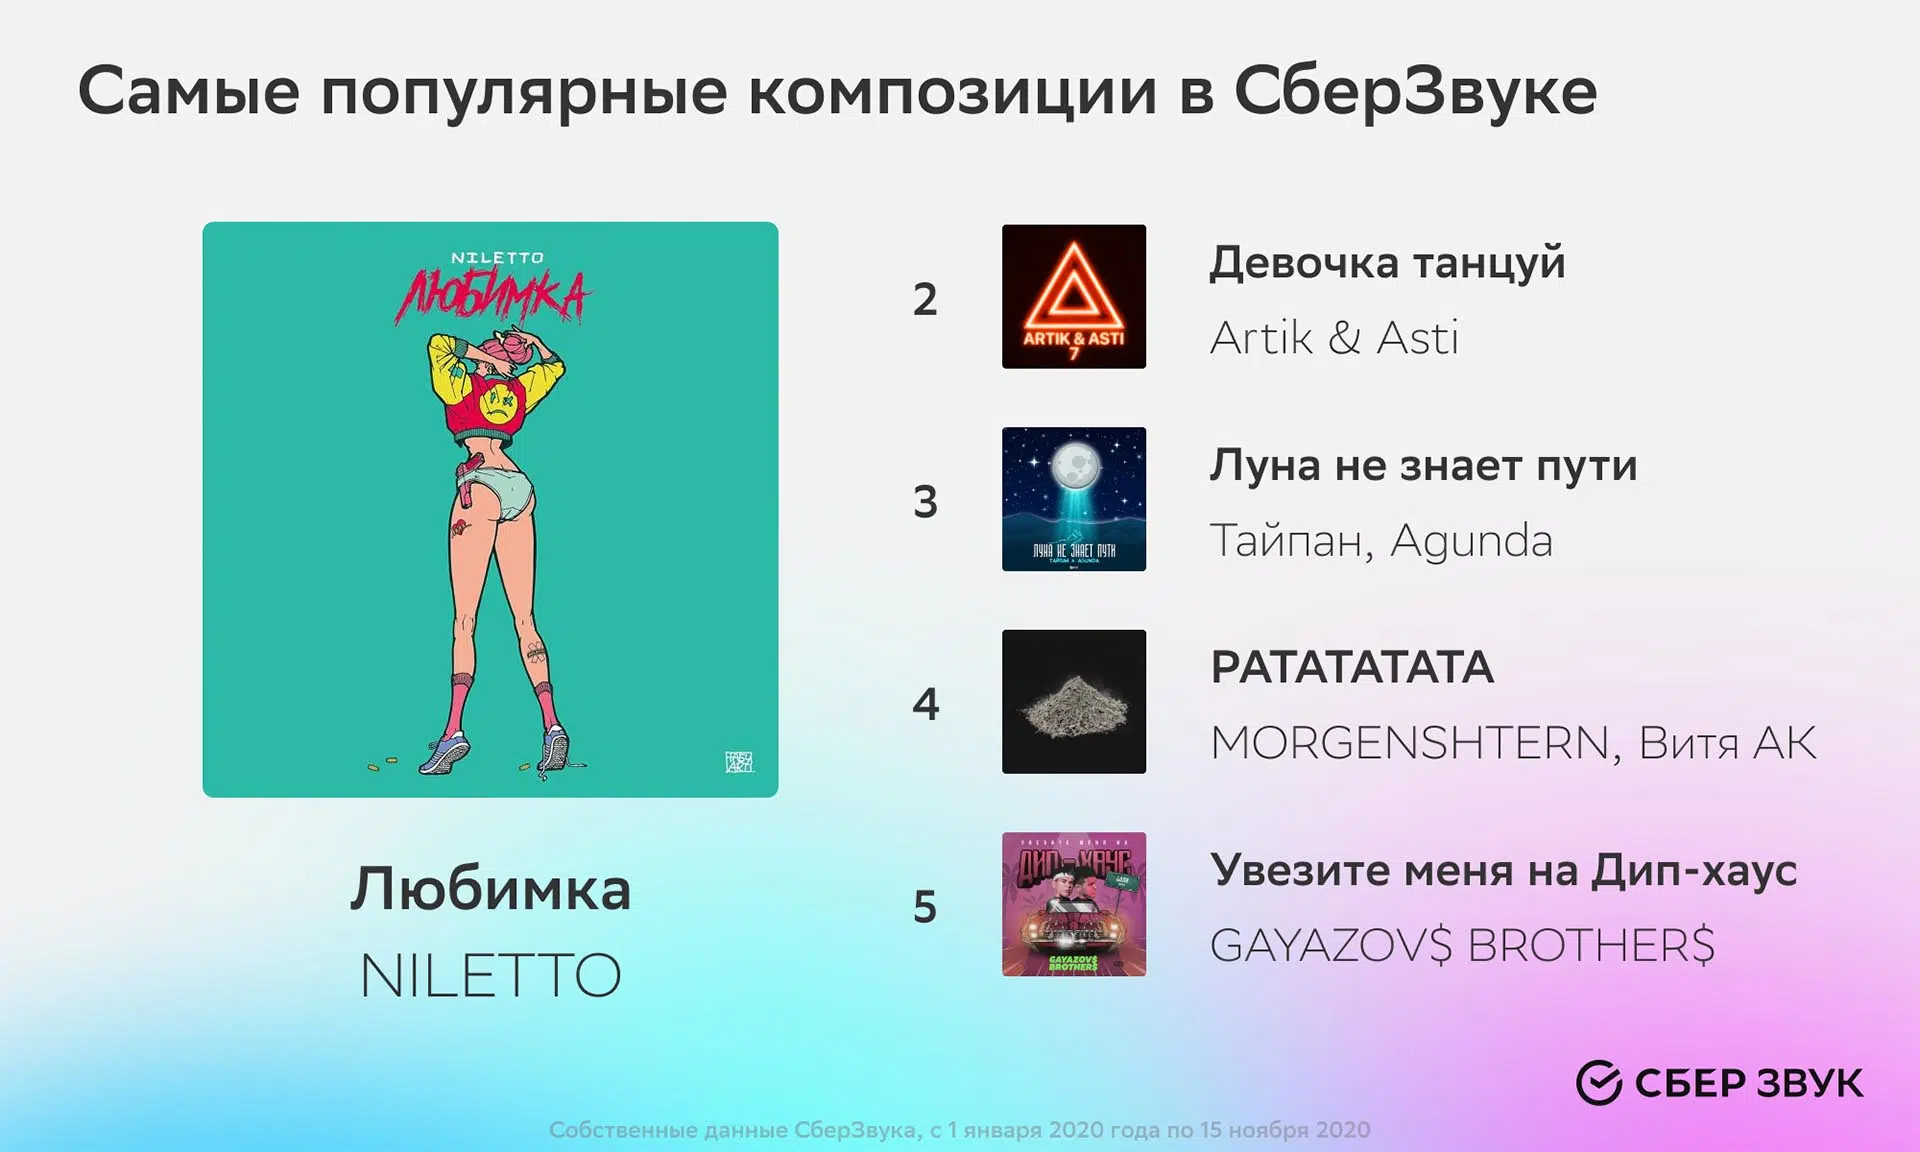 Самые популярные композиции в СберЗвуке
NILETTO
ЛЮБИМКА
Любимка
NILETTO
2
ARTIK & ASTI
7
Девочка танцуй
Artik & Asti
3
ЛУНА НЕ ЗНАЕТ ПУТИ
ТАЙПАН X AGUNDA
Луна не знает пути
Тайпан, Agunda
4
РАТАТАТАТА
MORGENSHTERN, Витя АК
5
УВЕЗИТЕ МЕНЯ НА
ДИП-ХАУС
GAYAZOV$
BROTHER$
Увезите меня на Дип-хаус
GAYAZOV$ BROTHER$
СБЕР ЗВУК
Собственные данные СберЗвука, с 1 января 2020 года по 15 ноября 2020